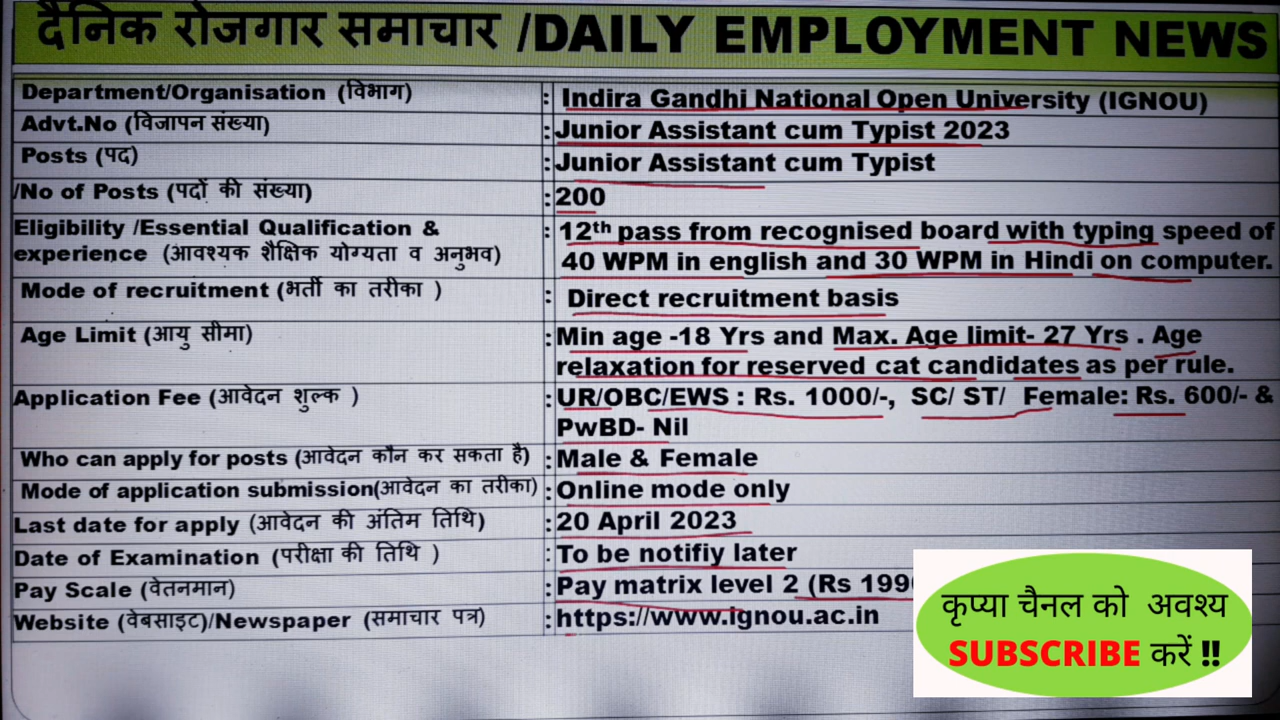 दैनिक रोजगार समाचार /DAILY EMPLOYMENT NEWS
Department/Organisation (विभाग) : Indira Gandhi National Open University (IGNOU)
Advt.No (विजापन संख्या) : Junior Assistant cum Typist 2023
Posts (पद) : Junior Assistant cum Typist
/No of Posts (पदों की संख्या) : 200
Eligibility /Essential Qualification & : 12th pass from recognised board with typing speed of
experience (आवश्यक शैक्षिक योग्यता व अनुभव) 40 WPM in english and 30 WPM in Hindi on computer.
Mode of recruitment (भर्ती का तरीका ) : Direct recruitment basis
Age Limit (आयु सीमा) : Min age -18 Yrs and Max. Age limit- 27 Yrs . Age
relaxation for reserved cat candidates as per rule.
Application Fee (आवेदन शुल्क ) : UR/OBC/EWS : Rs. 1000/-, SC/ ST/ Female: Rs. 600/- &
PwBD- Nil
Who can apply for posts (आवेदन कौन कर सकता है) : Male & Female
Mode of application submission(आवेदन का तरीका) : Online mode only
Last date for apply (आवेदन की अंतिम तिथि) : 20 April 2023
Date of Examination (परीक्षा की तिथि ) : To be notifiy later
Pay Scale (वेतनमान) : Pay matrix level 2 (Rs 1990
Website (वेबसाइट)/Newspaper (समाचार पत्र) : https://www.ignou.ac.in
कृप्या चैनल को अवश्य
SUBSCRIBE करें !!